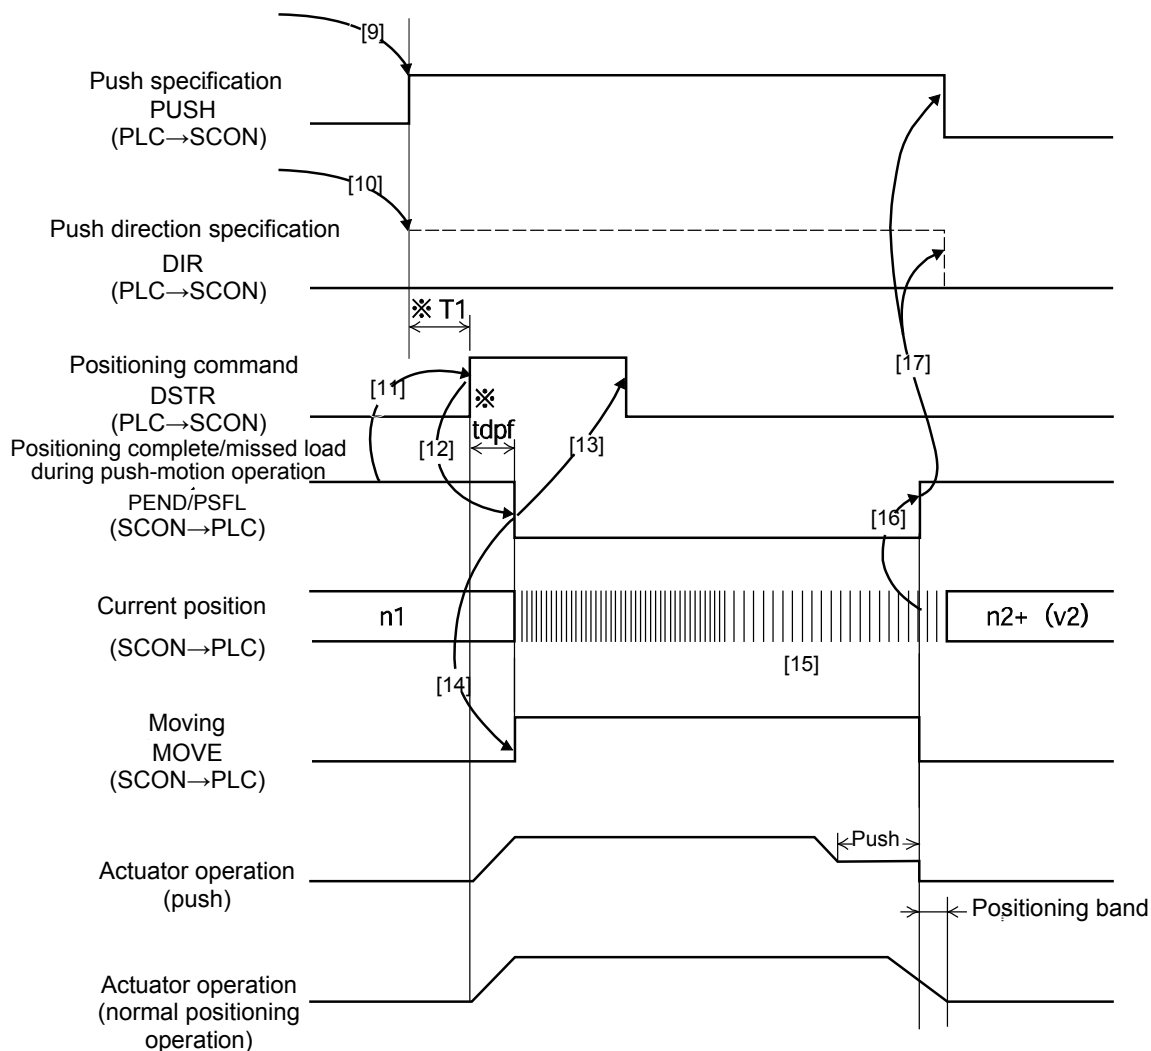 [9]
Push specification
PUSH
(PLC→SCON)
[10]
Push direction specification
DIR
(PLC→SCON)
※ T1
Positioning command
DSTR
(PLC→SCON)
[11]
※
tdpf
[12]
[13]
[17]
Positioning complete/missed load
during push-motion operation
PEND/PSFL
(SCON→PLC)
[16]
Current position
(SCON→PLC)
n1
n2+ (v2)
[15]
[14]
Moving
MOVE
(SCON→PLC)
Push
Actuator operation
(push)
Positioning band
Actuator operation
(normal positioning
operation)